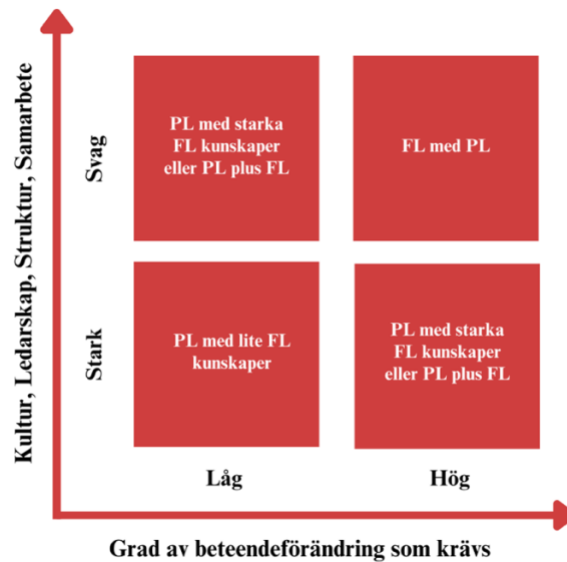 Kultur, Ledarskap, Struktur, Samarbete
Svag
PL med starka
FL kunskaper
eller PL plus FL
FL med PL
Stark
PL med lite FL
kunskaper
PL med starka
FL kunskaper
eller PL plus FL
Låg
Hög
Grad av beteendeförändring som krävs